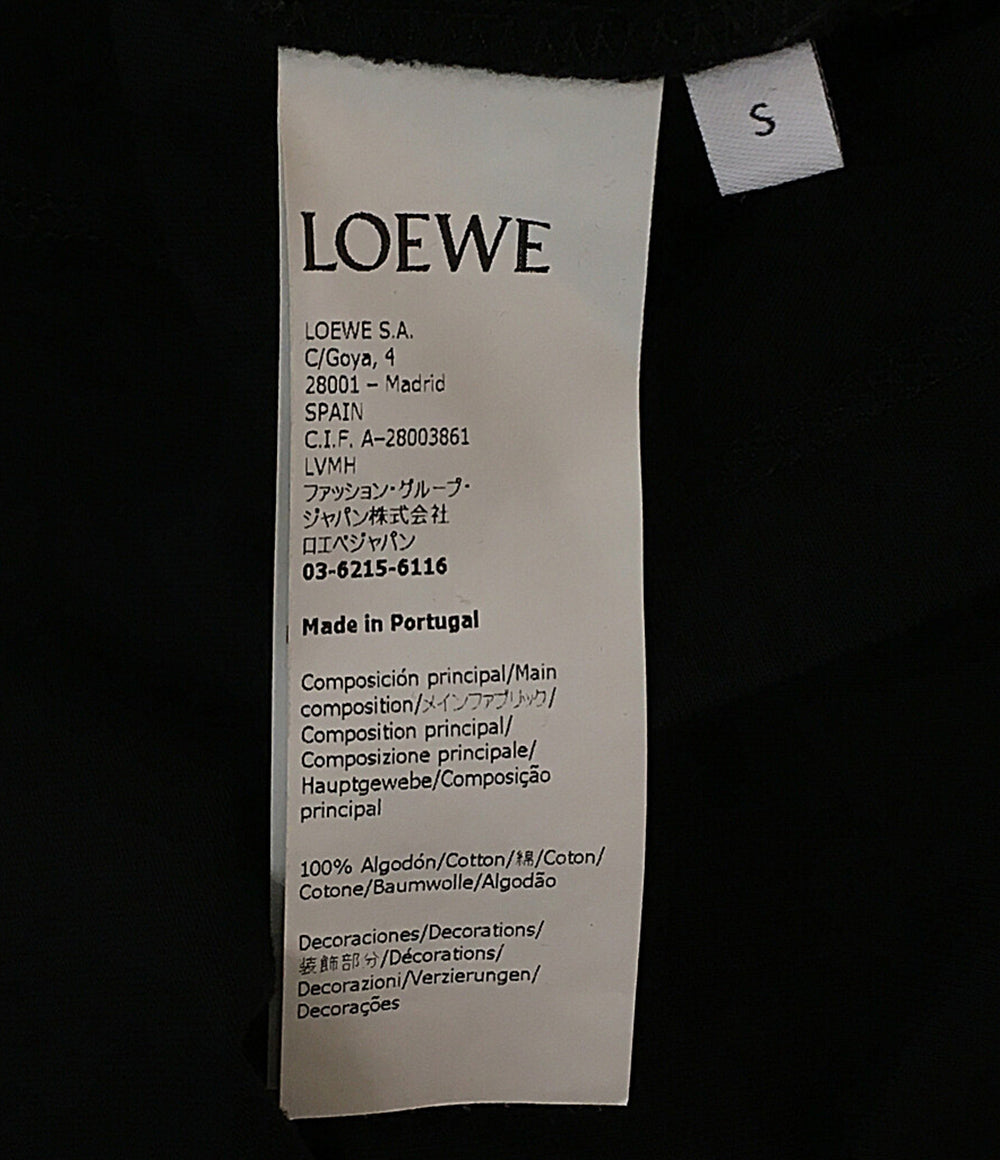 S
LOEWE
LOEWE S.A.
C/Goya, 4
28001 – Madrid
SPAIN
C.I.F. A–28003861
LVMH
ファッション・グループ・
ジャパン株式会社
ロエベジャパン
03-6215-6116
Made in Portugal
Composición principal/Main
composition/メインファブリック/
Composition principal/
Composizione principale/
Hauptgewebe/Composição
principal
100% Algodón/Cotton/綿/Coton/
Cotone/Baumwolle/Algodão
Decoraciones/Decorations/
装飾部分/Décorations/
Decorazioni/Verzierungen/
Decorações